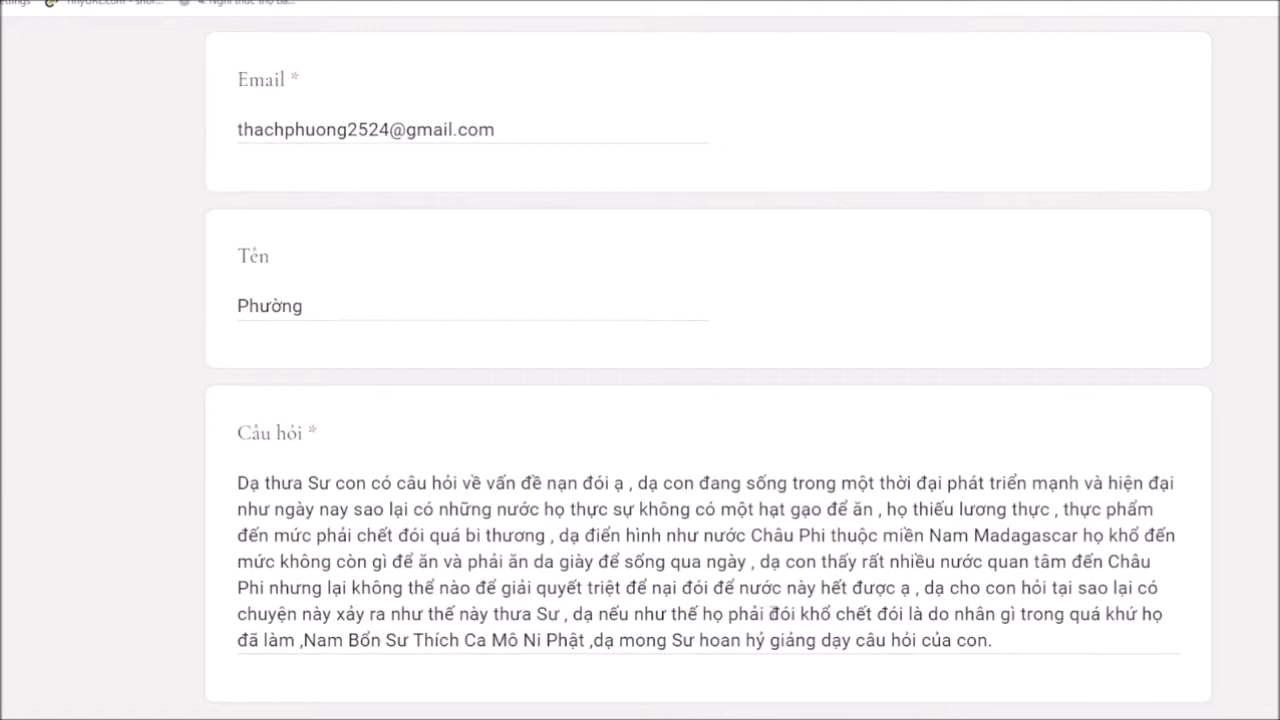 Email *
thachphuong2524@gmail.com
Tên
Phường
Câu hỏi *
Dạ thưa Sư con có câu hỏi về vấn đề nạn đói ạ , dạ con đang sống trong một thời đại phát triển mạnh và hiện đại
như ngày nay sao lại có những nước họ thực sự không có một hạt gạo để ăn , họ thiếu lương thực , thực phẩm
đến mức phải chết đói quá bi thương , dạ điển hình như nước Châu Phi thuộc miền Nam Madagascar họ khổ đến
mức không còn gì để ăn và phải ăn da giày để sống qua ngày , dạ con thấy rất nhiều nước quan tâm đến Châu
Phi nhưng lại không thể nào để giải quyết triệt để nại đói để nước này hết được ạ , dạ cho con hỏi tại sao lại có
chuyện này xảy ra như thế này thưa Sư , dạ nếu như thế họ phải đói khổ chết đói là do nhân gì trong quá khứ họ
đã làm ,Nam Bổn Sư Thích Ca Mô Ni Phật ,dạ mong Sư hoan hỷ giảng dạy câu hỏi của con.